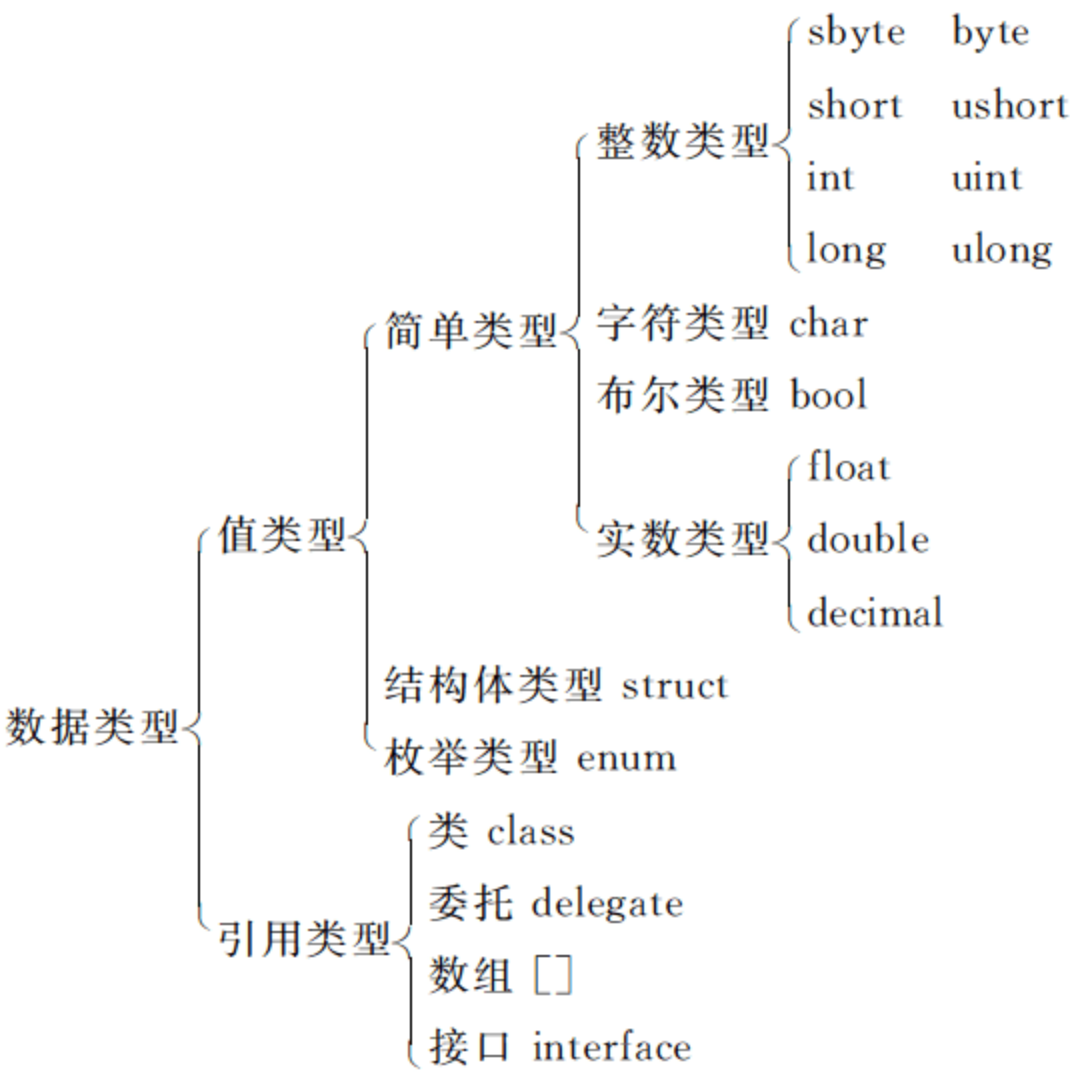 sbyte byte
short ushort
整数类型
int uint
long ulong
简单类型
字符类型 char
布尔类型 bool
float
值类型
实数类型
double
decimal
结构体类型 struct
数据类型
枚举类型 enum
类 class
委托 delegate
引用类型
数组 []
接口 interface